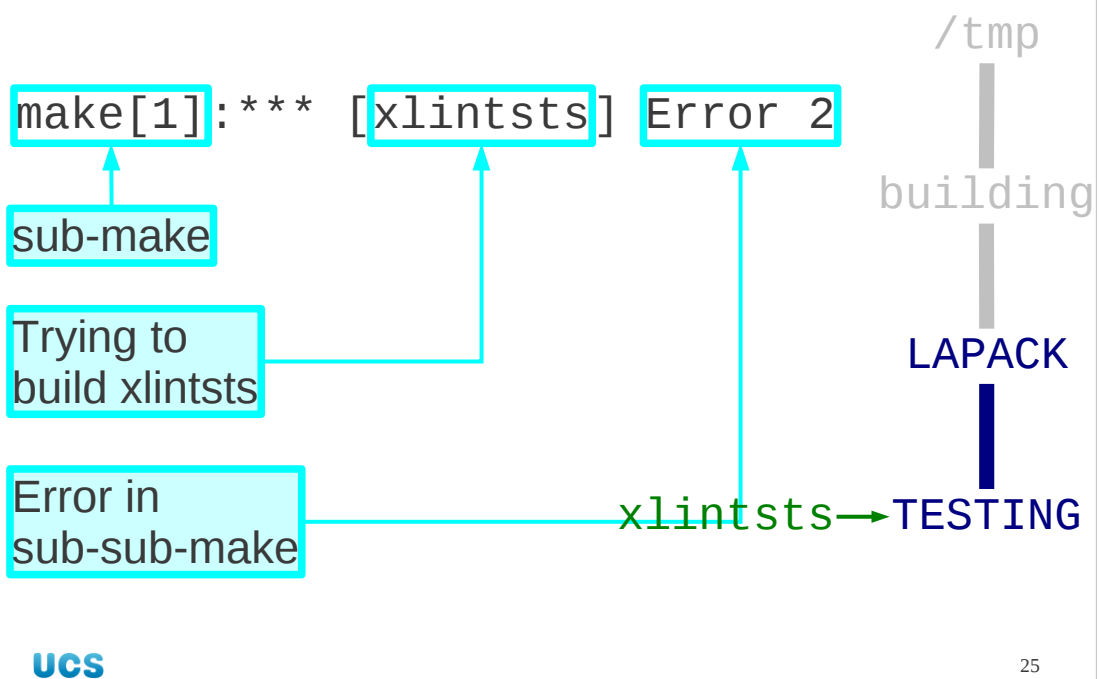 /tmp
make[1]:*** [xlintsts] Error 2
building
sub-make
Trying to
build xlintsts
LAPACK
Error in
sub-sub-make
xlintsts
TESTING
UCS
25